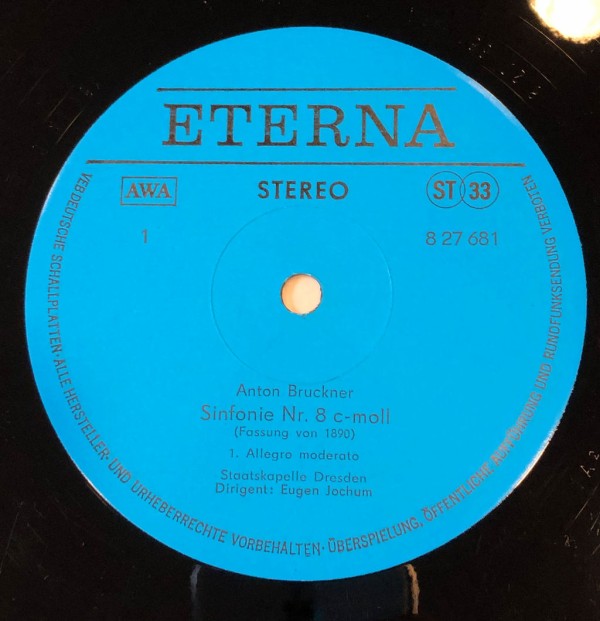 ETERNA
AWA
STEREO
ST 33
1
8 27 681
Anton Bruckner
Sinfonie Nr. 8 c-moll
(Fassung von 1890)
1. Allegro moderato
Staatskapelle Dresden
Dirigent: Eugen Jochum
VEB DEUTSCHE SCHALLPLATTEN · ALLE HERSTELLER- UND URHEBERRECHTE VORBEHALTEN · ÜBERSPIELUNG, ÖFFENTLICHE AUFFÜHRUNG UND RUNDFUNKSENDUNG VERBOTEN